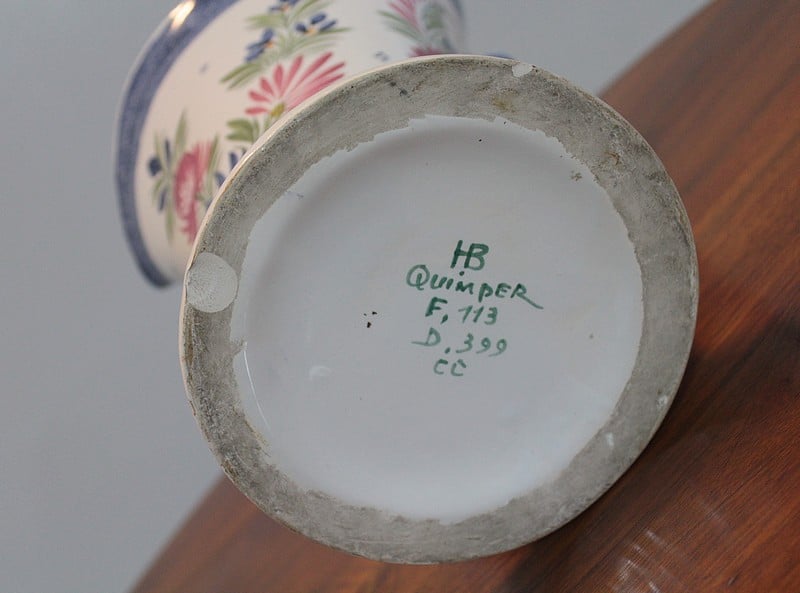 HB
QUIMPER
F. 113
D. 399
CC